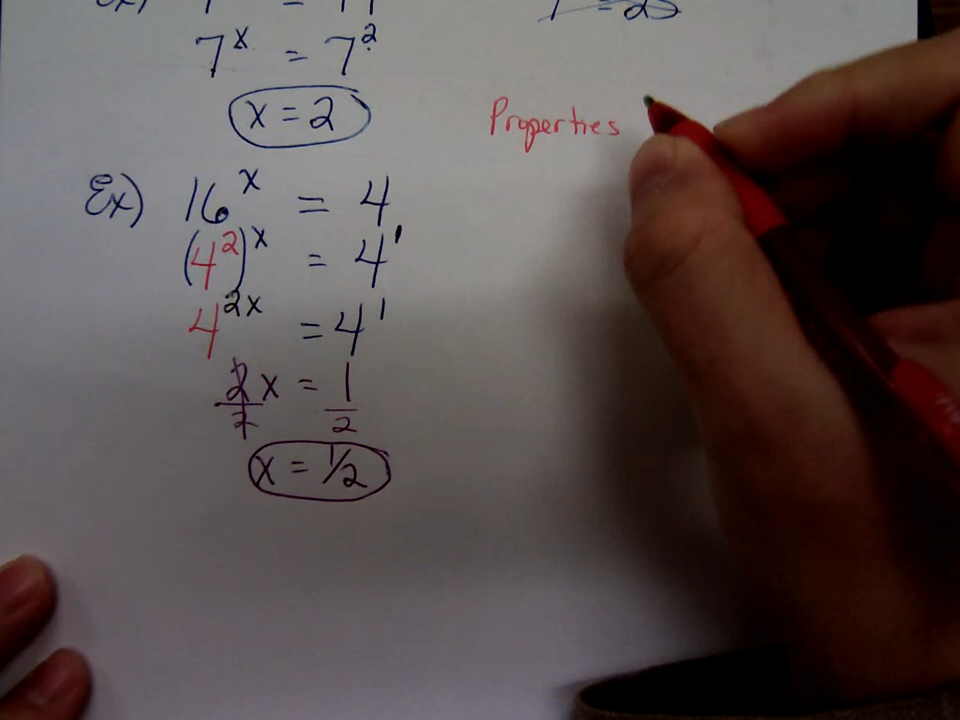 7^x = 7^2
x = 2
Properties
Ex) 16^x = 4
(4^2)^x = 4^1
4^2x = 4^1
2/2 x = 1/2
x = 1/2